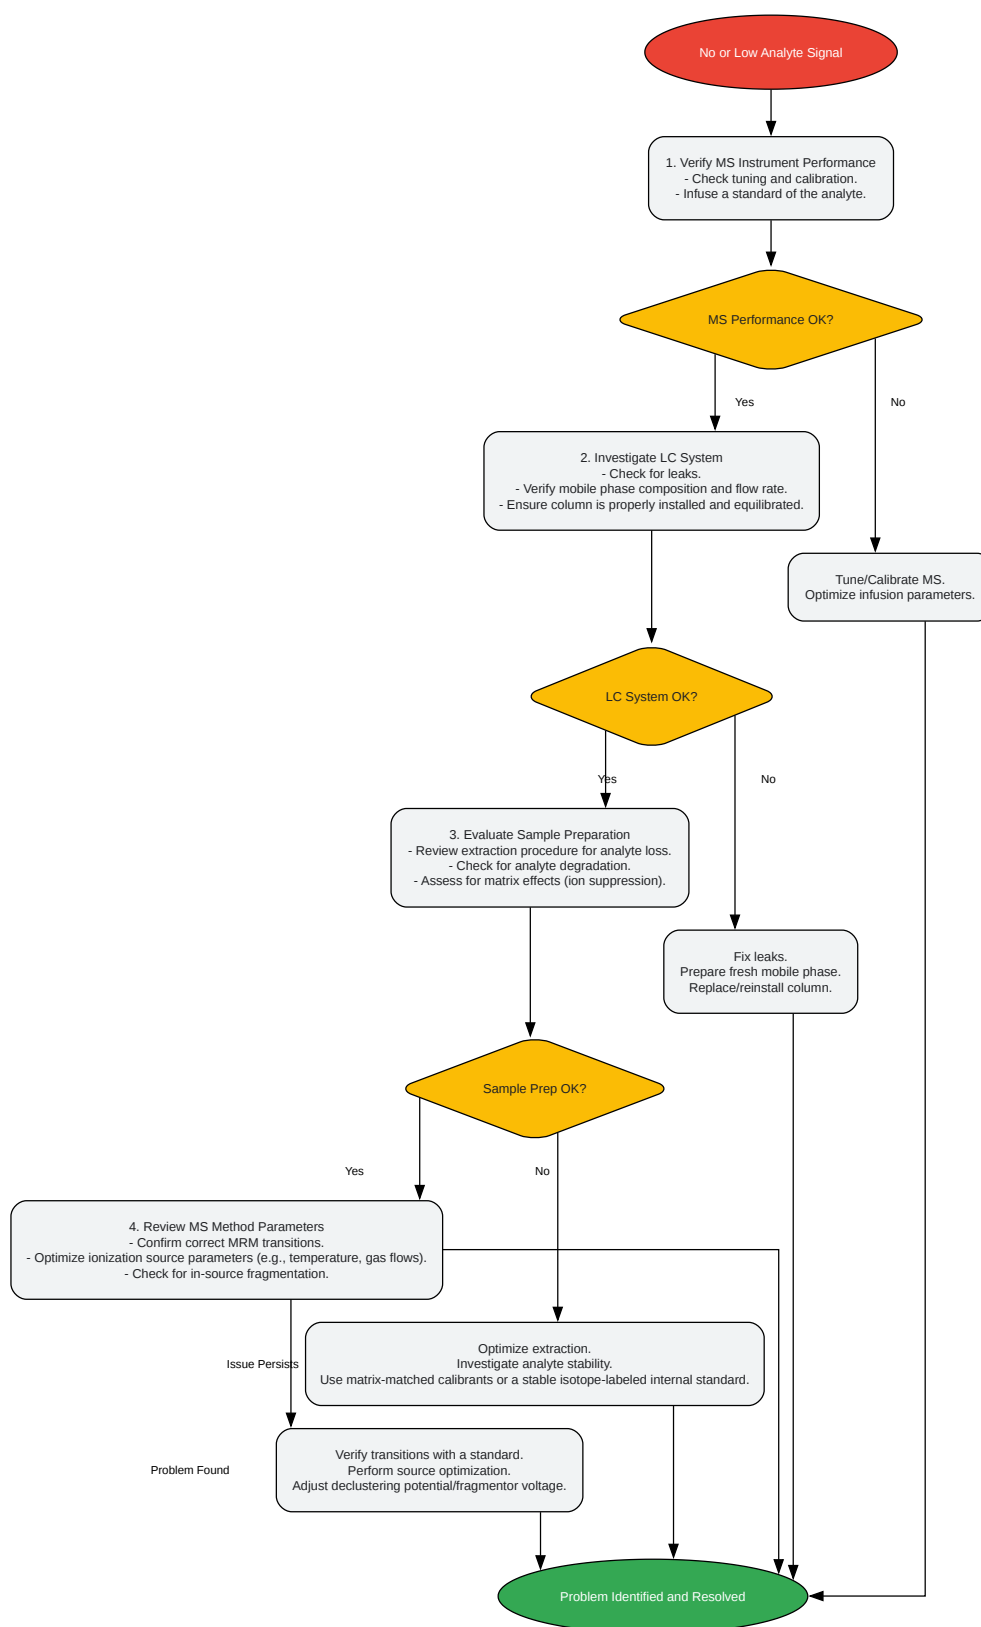 No or Low Analyte Signal
1. Verify MS Instrument Performance
- Check tuning and calibration.
- Infuse a standard of the analyte.
MS Performance OK?
Yes
No
2. Investigate LC System
- Check for leaks.
- Verify mobile phase composition and flow rate.
- Ensure column is properly installed and equilibrated.
Tune/Calibrate MS.
Optimize infusion parameters.
LC System OK?
Yes
No
3. Evaluate Sample Preparation
- Review extraction procedure for analyte loss.
- Check for analyte degradation.
- Assess for matrix effects (ion suppression).
Fix leaks.
Prepare fresh mobile phase.
Replace/reinstall column.
Sample Prep OK?
Yes
No
4. Review MS Method Parameters
- Confirm correct MRM transitions.
- Optimize ionization source parameters (e.g., temperature, gas flows).
- Check for in-source fragmentation.
Optimize extraction.
Investigate analyte stability.
Use matrix-matched calibrants or a stable isotope-labeled internal standard.
Issue Persists
Verify transitions with a standard.
Perform source optimization.
Adjust declustering potential/fragmentor voltage.
Problem Found
Problem Identified and Resolved